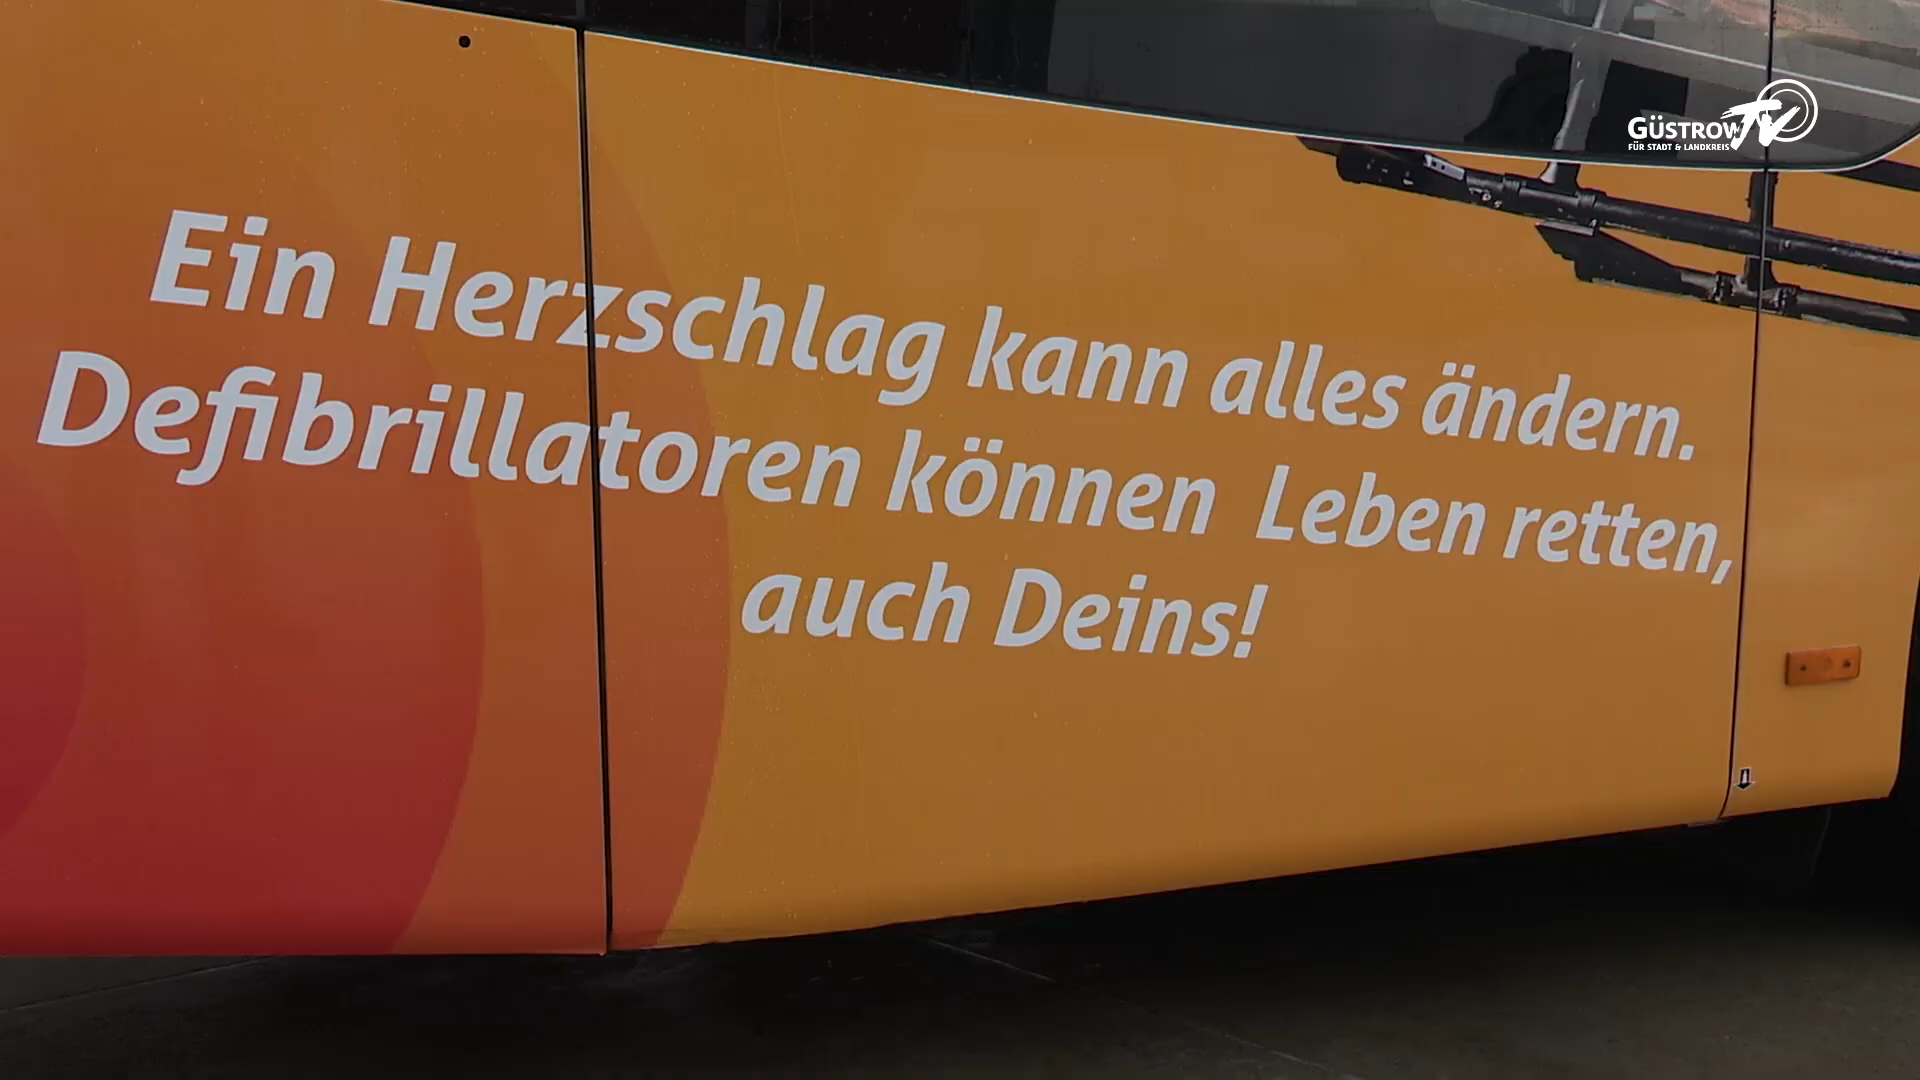 GÜSTROW TV
FÜR STADT & LANDKREIS
Ein Herzschlag kann alles ändern.
Defibrillatoren können Leben retten,
auch Deins!